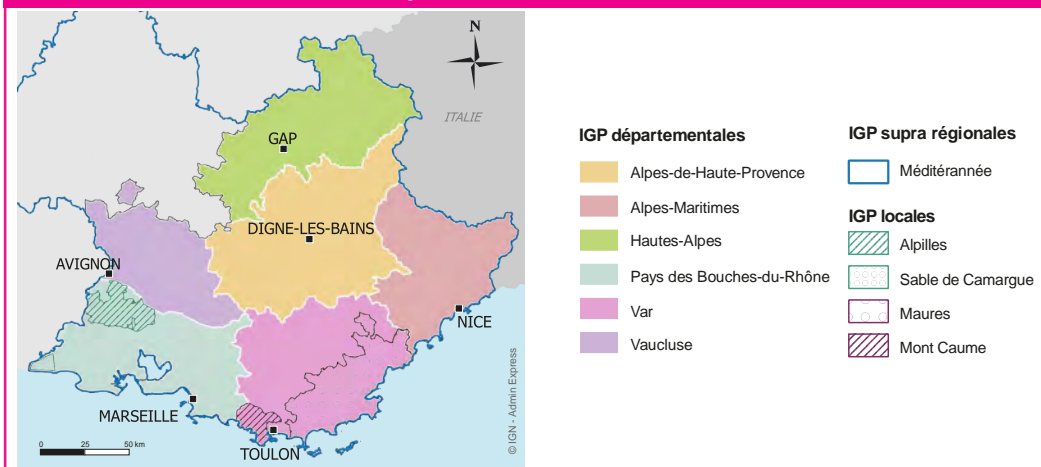 N
ITALIE
GAP
DIGNE-LES-BAINS
AVIGNON
NICE
MARSEILLE
TOULON
0 25 50 km
© IGN - Admin Express
IGP départementales
Alpes-de-Haute-Provence
Alpes-Maritimes
Hautes-Alpes
Pays des Bouches-du-Rhône
Var
Vaucluse
IGP supra régionales
Méditérannée
IGP locales
Alpilles
Sable de Camargue
Maures
Mont Caume